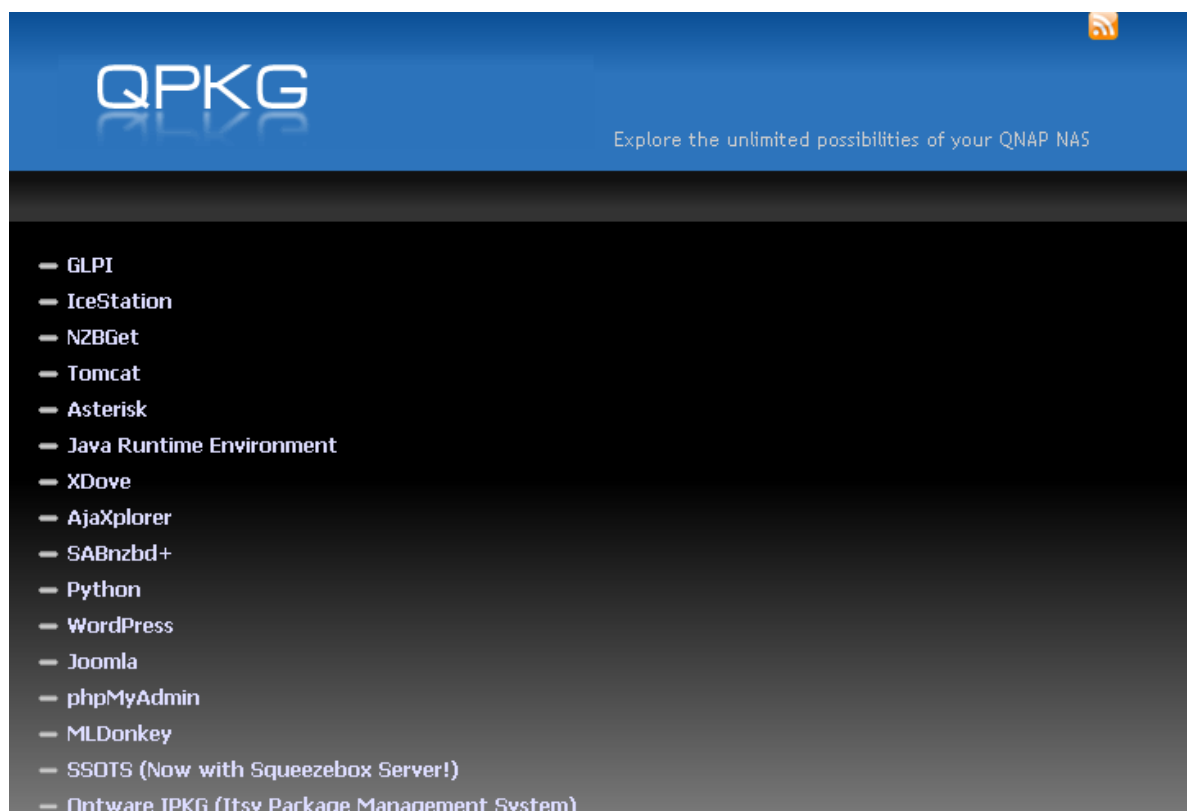 QPKG
Explore the unlimited possibilities of your QNAP NAS
GLPI
IceStation
NZBGet
Tomcat
Asterisk
Java Runtime Environment
XDove
AjaXplorer
SABnzbd+
Python
WordPress
Joomla
phpMyAdmin
MLDonkey
SSOTS (Now with Squeezebox Server!)
Optware IPKG (Itsy Package Management System)